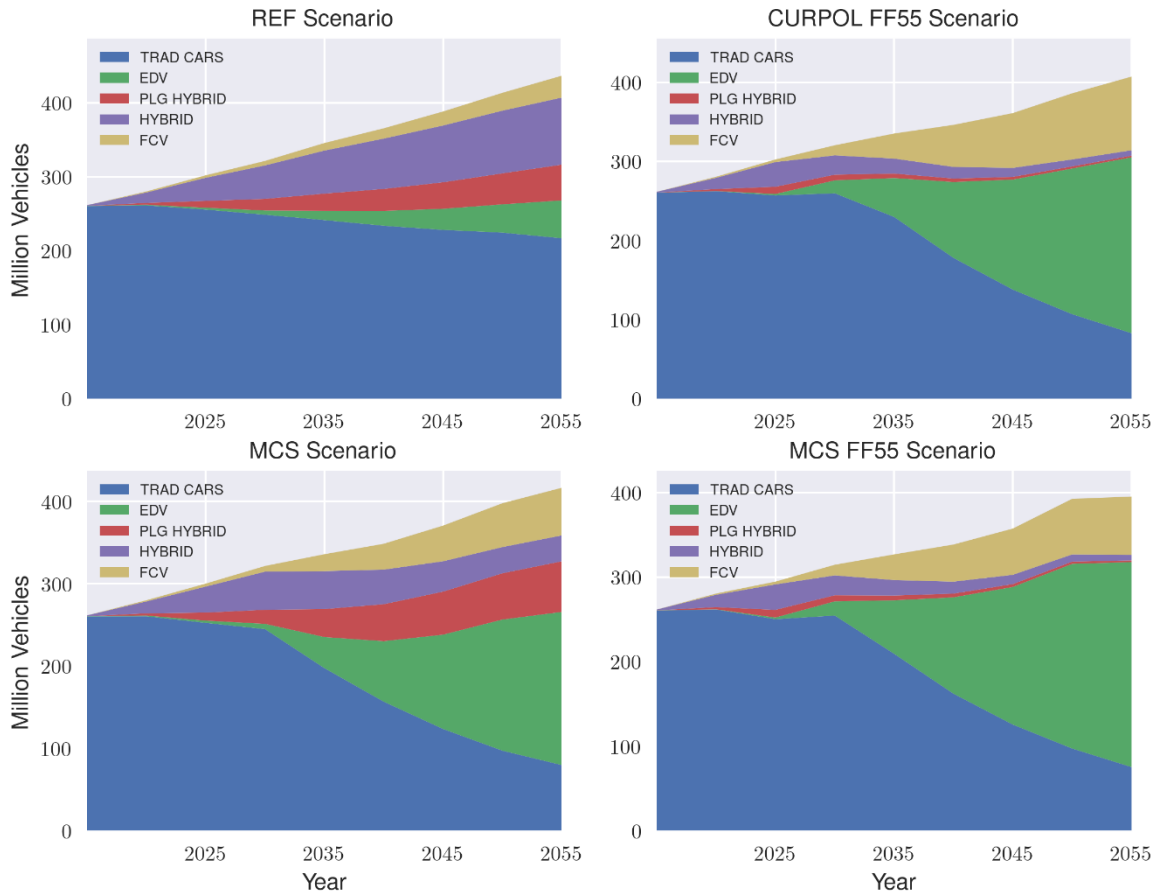 REF Scenario
TRAD CARS
EDV
PLG HYBRID
HYBRID
FCV
400
300
200
100
0
Million Vehicles
2025 2035 2045 2055
CURPOL FF55 Scenario
TRAD CARS
EDV
PLG HYBRID
HYBRID
FCV
400
300
200
100
0
2025 2035 2045 2055
MCS Scenario
TRAD CARS
EDV
PLG HYBRID
HYBRID
FCV
400
300
200
100
0
Million Vehicles
2025 2035 2045 2055
Year
MCS FF55 Scenario
TRAD CARS
EDV
PLG HYBRID
HYBRID
FCV
400
300
200
100
0
2025 2035 2045 2055
Year